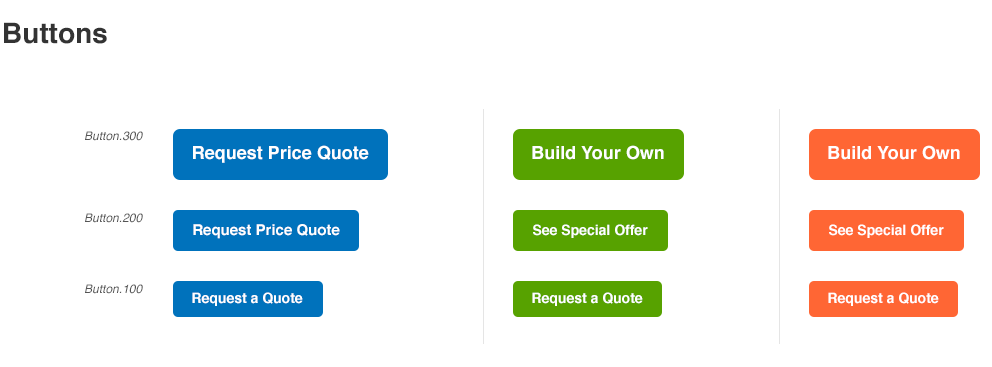 Buttons
Button.300
Request Price Quote
Build Your Own
Build Your Own
Button.200
Request Price Quote
See Special Offer
See Special Offer
Button.100
Request a Quote
Request a Quote
Request a Quote